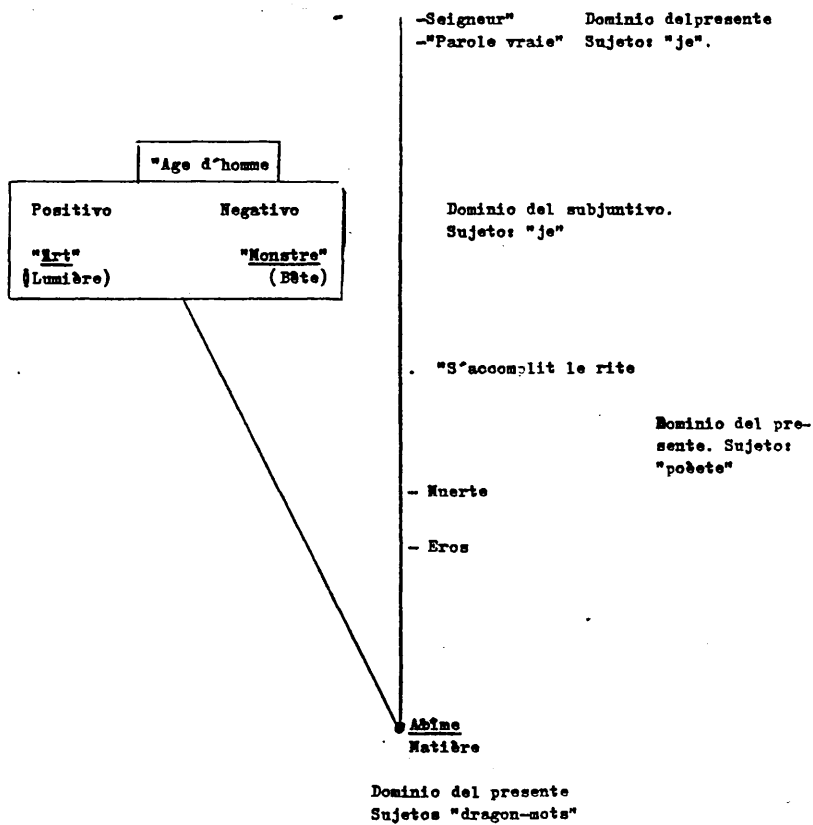 -Seigneur" Dominio delpresente
-"Parole vraie" Sujeto: "je".
"Age d´homme
Positivo Negativo
"Art" "Monstre"
(Lumière) (Bête)
Dominio del subjuntivo.
Sujeto: "je"
. "S´accomplit le rite
Dominio del pre-
sente. Sujeto:
"poète"
- Muerte
- Eros
Abîme
Matière
Dominio del presente
Sujetos "dragon-mots"